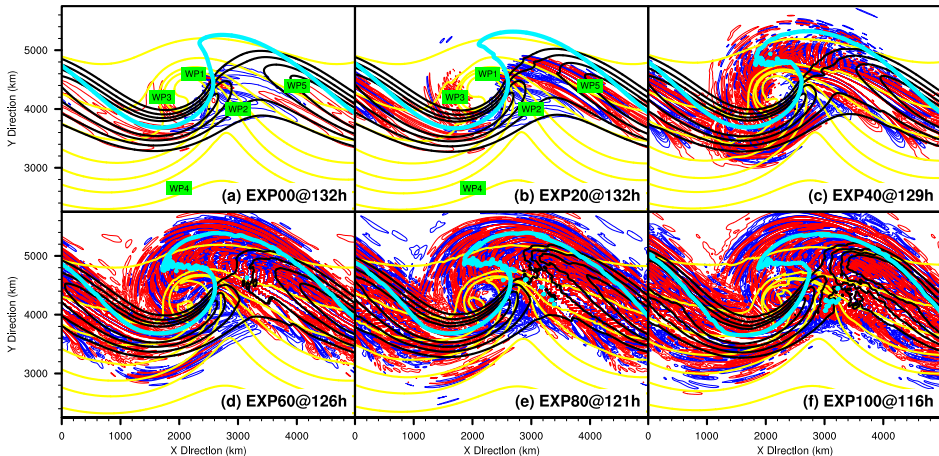 Y Direction (km)
5000
4000
3000
WP1
WP3
WP5
WP2
WP4
(a) EXP00@132h
WP1
WP3
WP5
WP2
WP4
(b) EXP20@132h
(c) EXP40@129h
Y Direction (km)
5000
4000
3000
(d) EXP60@126h
(e) EXP80@121h
(f) EXP100@116h
0 1000 2000 3000 4000
X Direction (km)
0 1000 2000 3000 4000
X Direction (km)
0 1000 2000 3000 4000
X Direction (km)